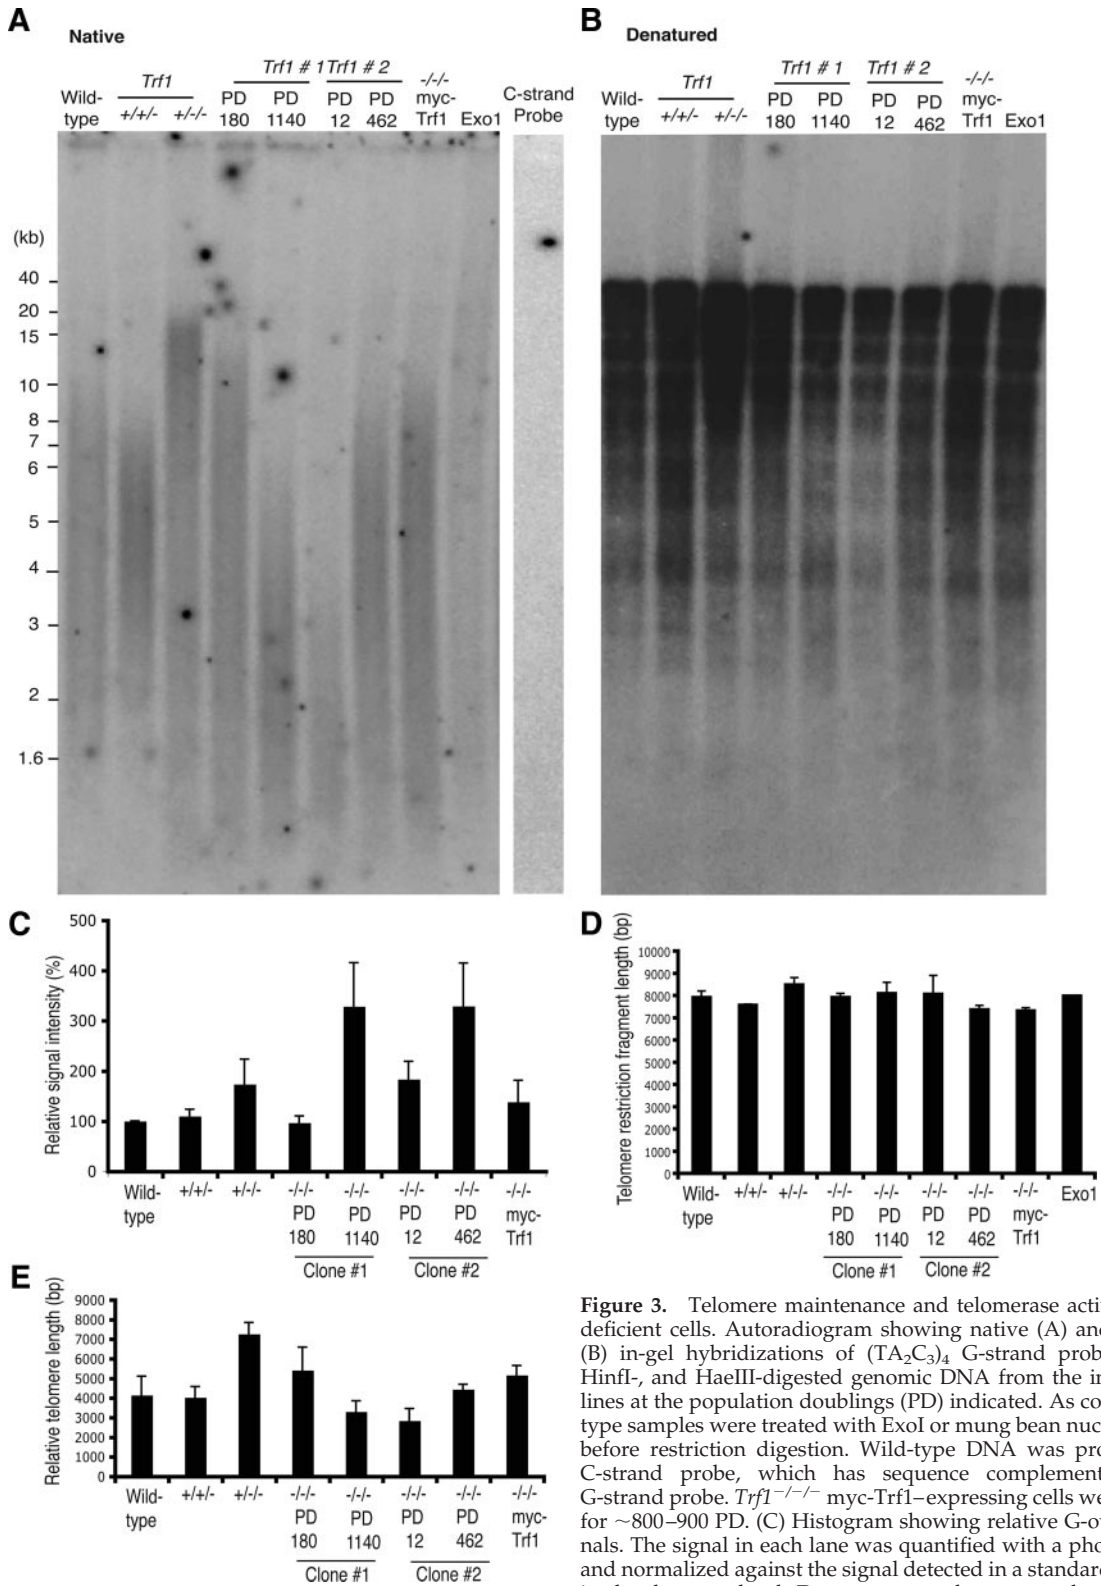 A
Native
Trf1
Trf1 # 1 Trf1 # 2
-/-/-
Wild-
type
+/+/-
+/-/-
PD
180
PD
1140
PD
12
PD
462
myc-
Trf1
Exo1
C-strand
Probe
(kb)
40
20
15
10
8
7
6
5
4
3
2
1.6
B
Denatured
Trf1
Trf1 # 1
Trf1 # 2
-/-/-
Wild-
type
+/+/-
+/-/-
PD
180
PD
1140
PD
12
PD
462
myc-
Trf1
Exo1
C
Relative signal intensity (%)
500
400
300
200
100
0
Wild-
type
+/+/-
+/-/-
-/-/-
PD
180
-/-/-
PD
1140
-/-/-
PD
12
-/-/-
PD
462
-/-/-
myc-
Trf1
Clone #1
Clone #2
D
Telomere restriction fragment length (bp)
10000
9000
8000
7000
6000
5000
4000
3000
2000
1000
0
Wild-
type
+/+/-
+/-/-
-/-/-
PD
180
-/-/-
PD
1140
-/-/-
PD
12
-/-/-
PD
462
-/-/-
myc-
Trf1
Exo1
Clone #1
Clone #2
E
Relative telomere length (bp)
9000
8000
7000
6000
5000
4000
3000
2000
1000
0
Wild-
type
+/+/-
+/-/-
-/-/-
PD
180
-/-/-
PD
1140
-/-/-
PD
12
-/-/-
PD
462
-/-/-
myc-
Trf1
Clone #1
Clone #2
Figure 3. Telomere maintenance and telomerase acti
deficient cells. Autoradiogram showing native (A) and
(B) in-gel hybridizations of (TA₂C₃)₄ G-strand prob
HinfI-, and HaeIII-digested genomic DNA from the in
lines at the population doublings (PD) indicated. As co
type samples were treated with ExoI or mung bean nuc
before restriction digestion. Wild-type DNA was pro
C-strand probe, which has sequence complement
G-strand probe. Trf1⁻/⁻/⁻ myc-Trf1–expressing cells we
for ~800–900 PD. (C) Histogram showing relative G-o
nals. The signal in each lane was quantified with a pho
and normalized against the signal detected in a standard